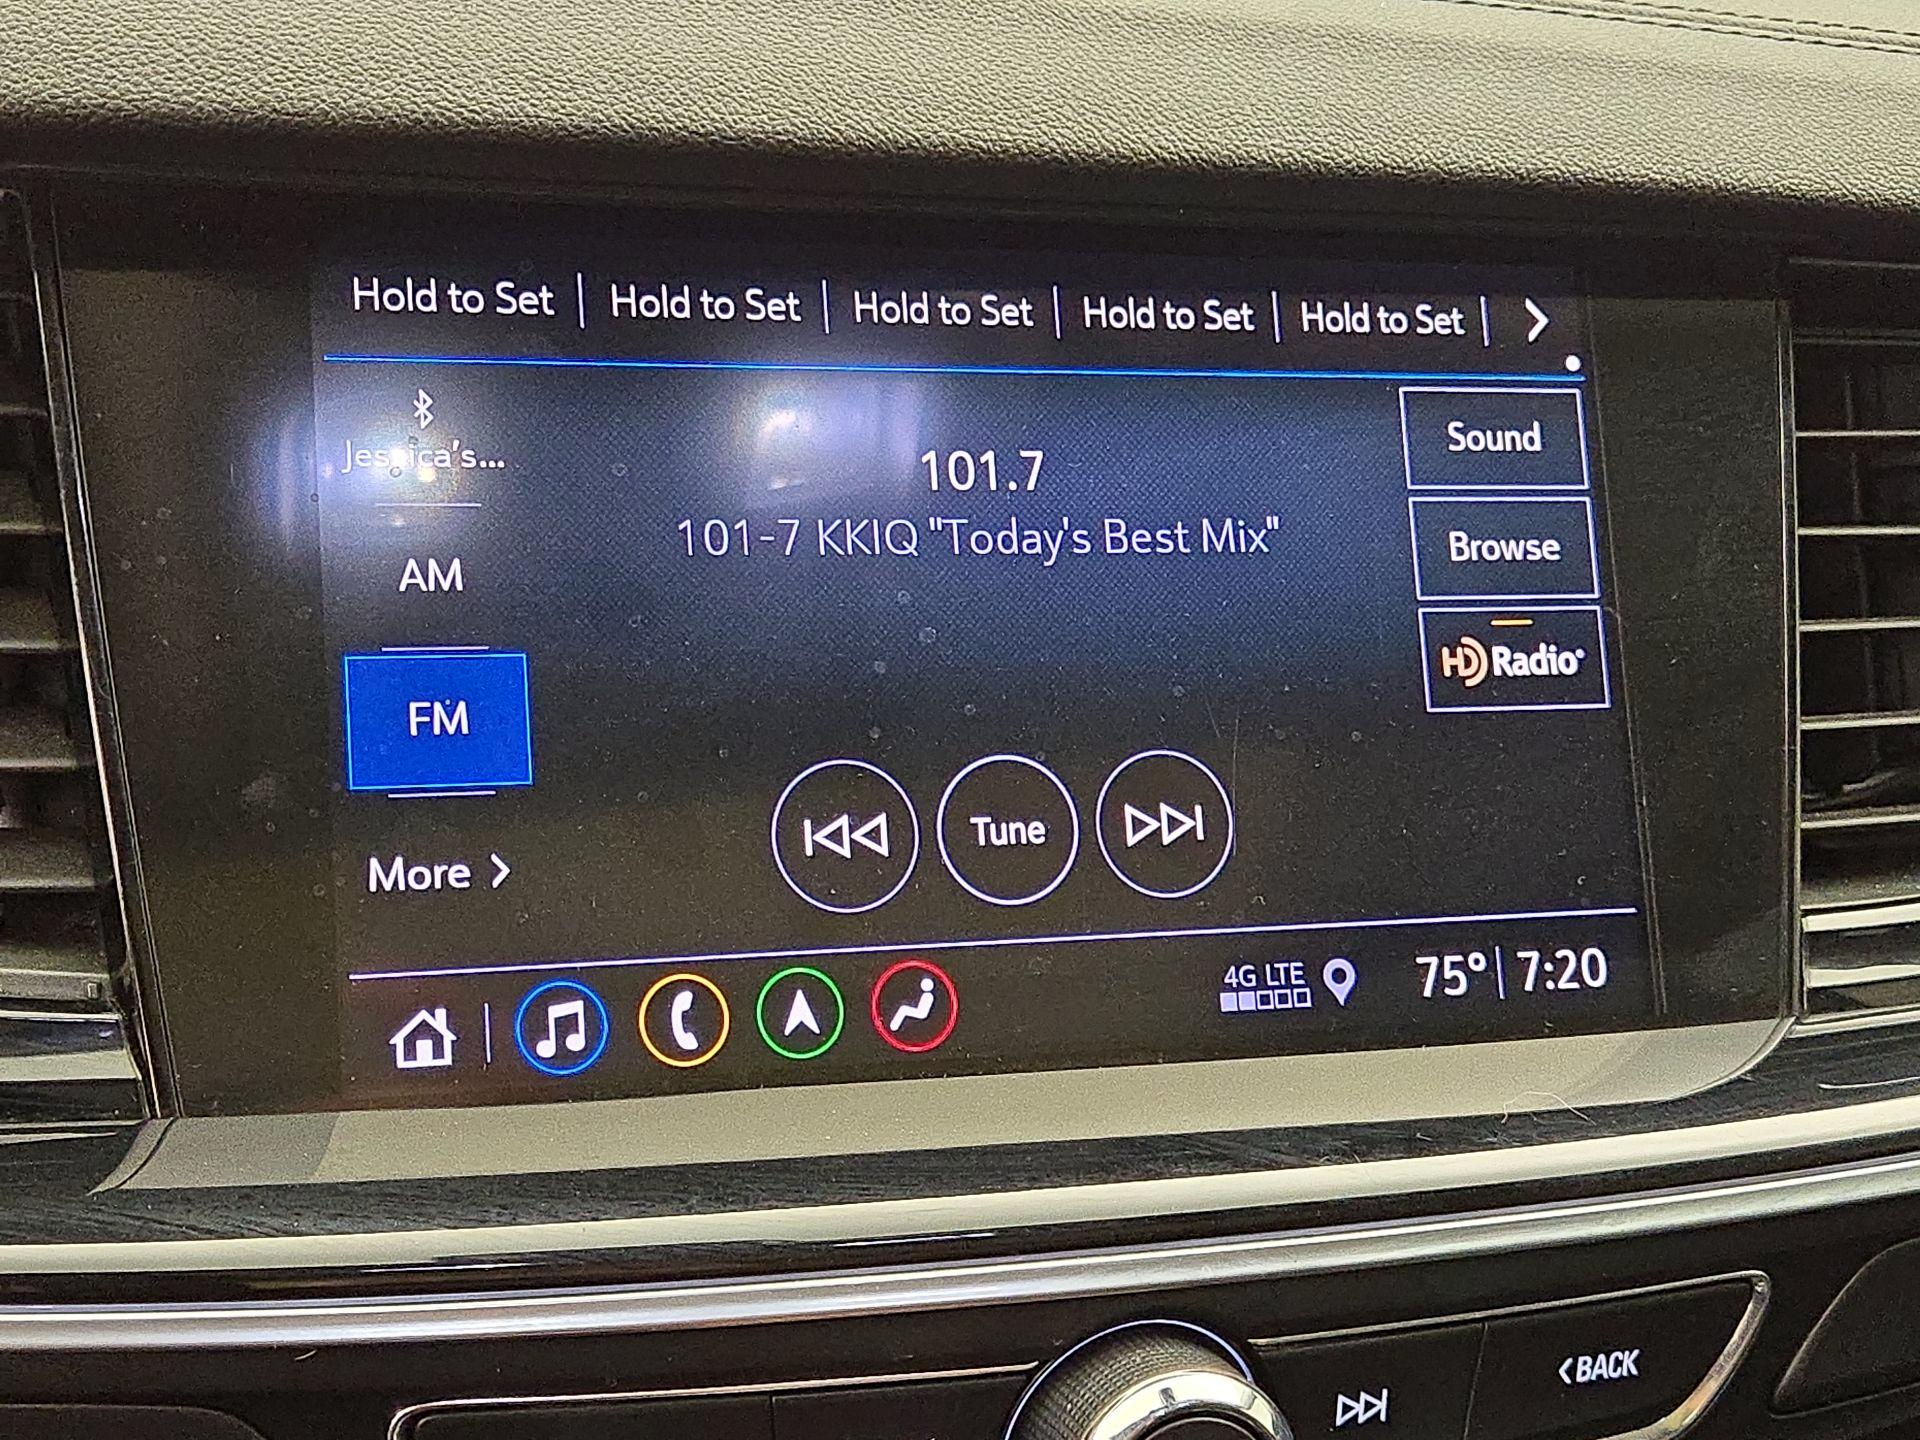 Hold to Set | Hold to Set | Hold to Set | Hold to Set | Hold to Set |
Jessica's...
AM
FM
More
101.7
101-7 KKIQ "Today's Best Mix"
Tune
Sound
Browse
HD Radio
4G LTE
75° | 7:20
BACK